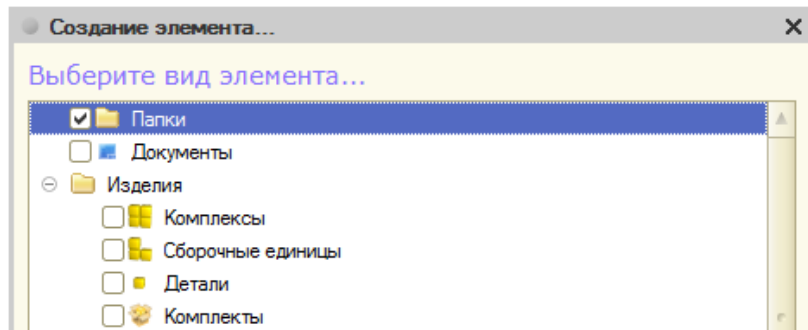 Создание элемента...
Выберите вид элемента...
Папки
Документы
Изделия
Комплексы
Сборочные единицы
Детали
Комплекты